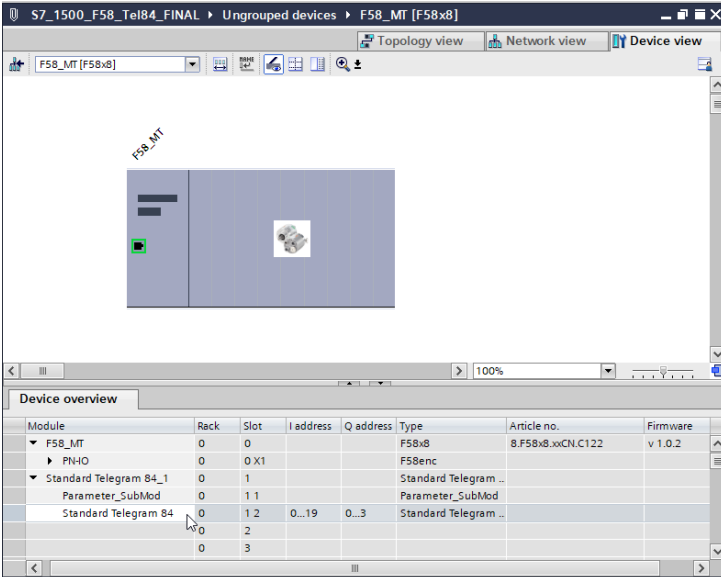 S7_1500_F58_Tel84_FINAL ▸ Ungrouped devices ▸ F58_MT [F58x8]
Topology view Network view Device view
F58_MT [F58x8]
F58_MT
100%
Device overview
Module Rack Slot I address Q address Type Article no. Firmware
F58_MT 0 0 F58x8 8.F58x8.xxCN.C122 v 1.0.2
PN-IO 0 0 X1 F58enc
Standard Telegram 84_1 0 1 Standard Telegram ..
Parameter_SubMod 0 1 1 Parameter_SubMod
Standard Telegram 84 0 1 2 0...19 0...3 Standard Telegram ..
0 2
0 3